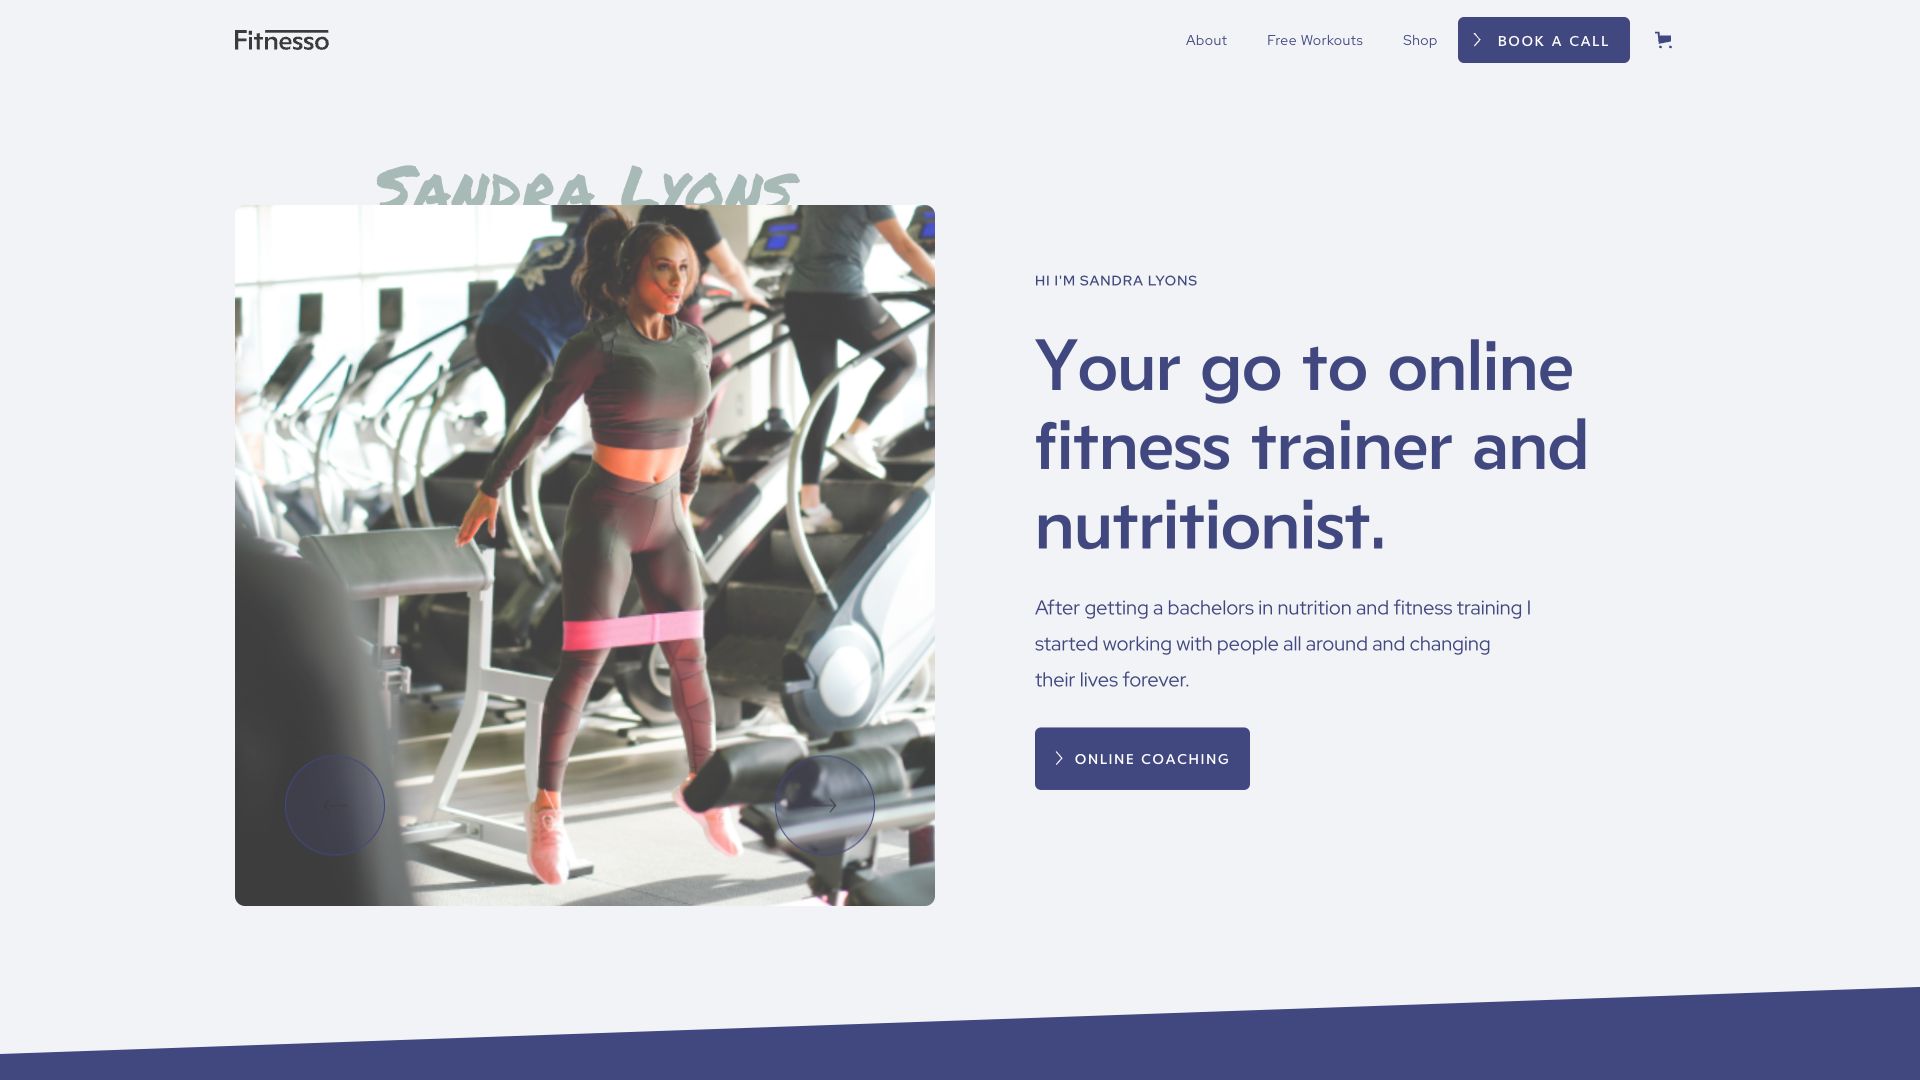 Fitnesso
About
Free Workouts
Shop
BOOK A CALL
Sandra Lyons
HI I'M SANDRA LYONS
Your go to online
fitness trainer and
nutritionist.
After getting a bachelors in nutrition and fitness training I
started working with people all around and changing
their lives forever.
ONLINE COACHING